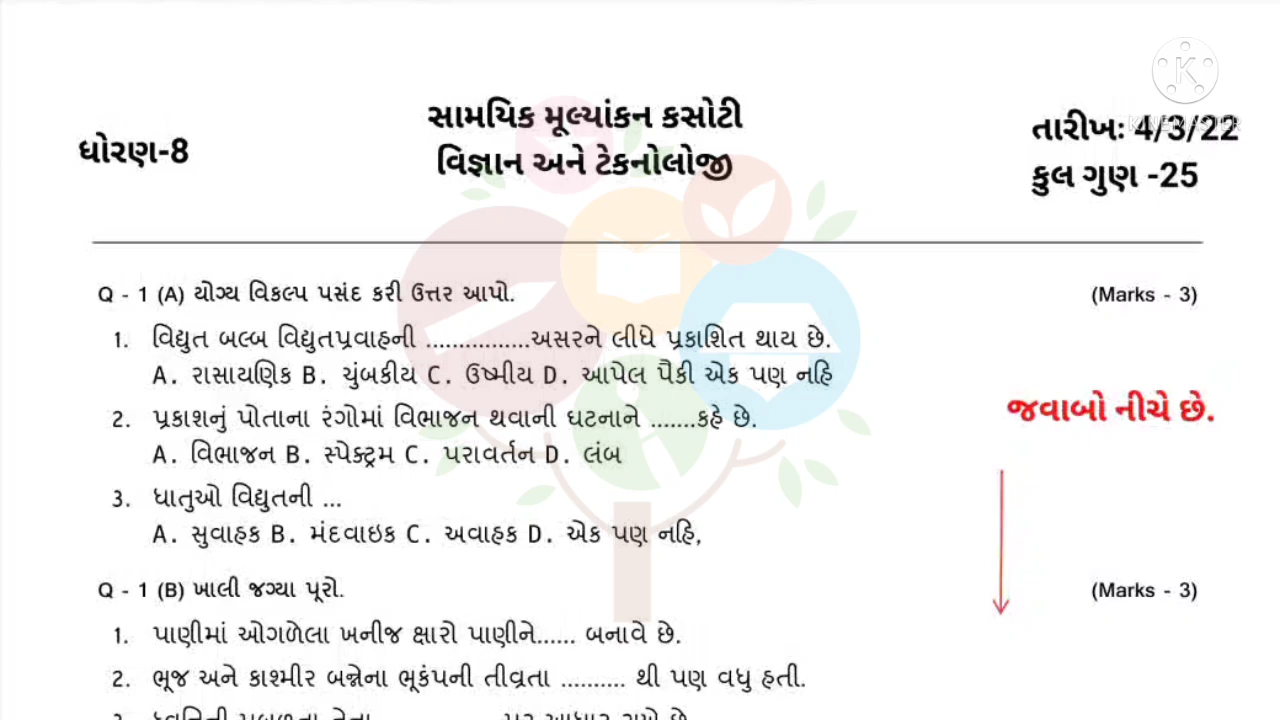 KINEMASTER
સામયિક મૂલ્યાંકન કસોટી
ધોરણ-8
વિજ્ઞાન અને ટેકનોલોજી
તારીખ: 4/3/22
કુલ ગુણ -25
Q - 1 (A) યોગ્ય વિકલ્પ પસંદ કરી ઉત્તર આપો. (Marks - 3)
1. વિદ્યુત બલ્બ વિદ્યુતપ્રવાહની ................અસરને લીધે પ્રકાશિત થાય છે.
A. રાસાયણિક B. ચુંબકીય C. ઉષ્મીય D. આપેલ પૈકી એક પણ નહિ
જવાબો નીચે છે.
2. પ્રકાશનું પોતાના રંગોમાં વિભાજન થવાની ઘટનાને .......કહે છે.
A. વિભાજન B. સ્પેક્ટ્રમ C. પરાવર્તન D. લંબ
3. ધાતુઓ વિદ્યુતની ...
A. સુવાહક B. મંદવાહક C. અવાહક D. એક પણ નહિ,
Q - 1 (B) ખાલી જગ્યા પૂરો. (Marks - 3)
1. પાણીમાં ઓગળેલા ખનીજ ક્ષારો પાણીને...... બનાવે છે.
2. ભૂજ અને કાશ્મીર બન્નેના ભૂકંપની તીવ્રતા .......... થી પણ વધુ હતી.